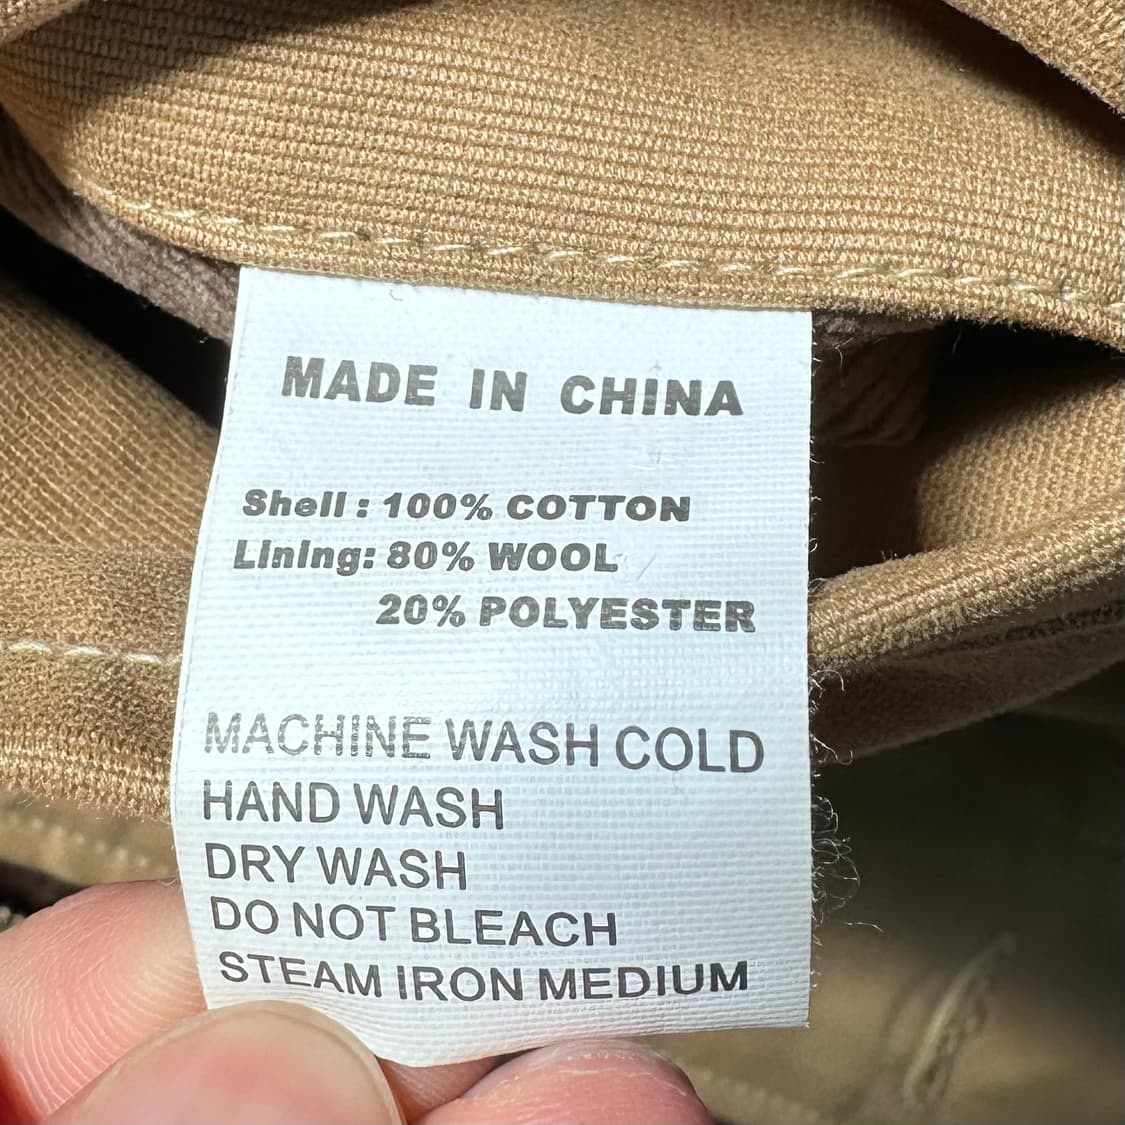 MADE IN CHINA
Shell : 100% COTTON
Lining: 80% WOOL
20% POLYESTER
MACHINE WASH COLD
HAND WASH
DRY WASH
DO NOT BLEACH
STEAM IRON MEDIUM